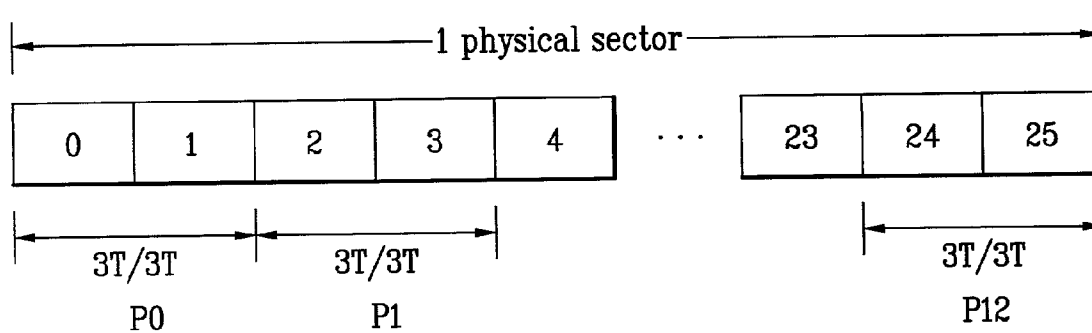 1 physical sector
0 1 2 3 4 ... 23 24 25
3T/3T 3T/3T 3T/3T
P0 P1 P12